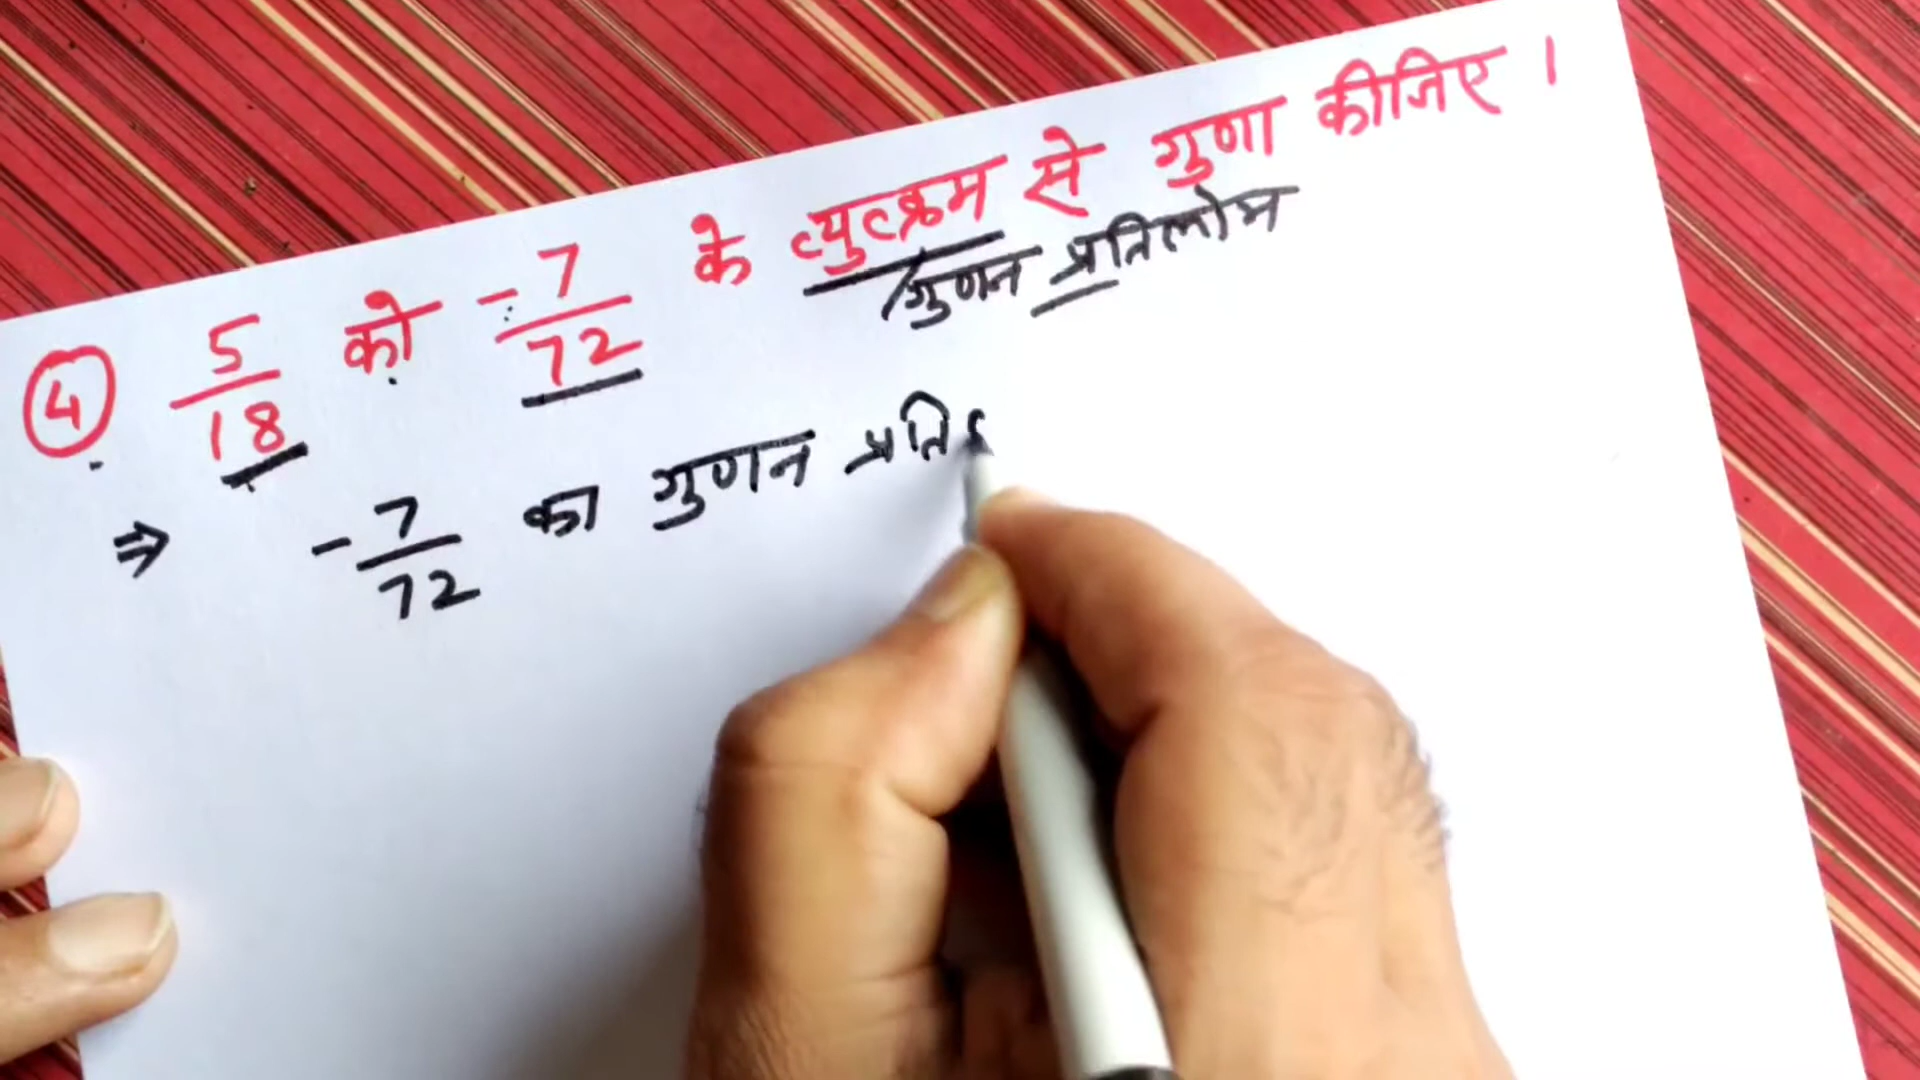 ④ 5/18 को -7/72 के व्युत्क्रम से गुणा कीजिए।
/गुणन प्रतिलोम
⇒ -7/72 का गुणन प्रति